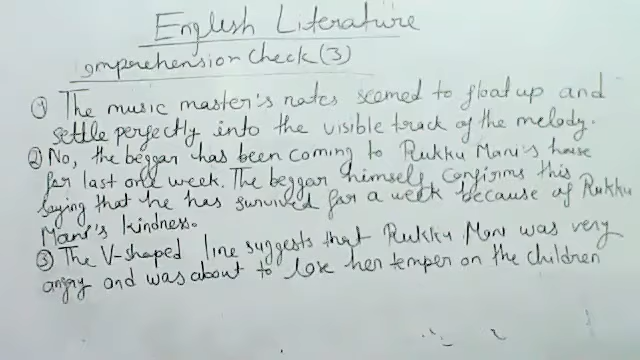 English Literature
omprehension check (3)
① The music master's notes seemed to float up and
settle perfectly into the visible track of the melody.
② No, the beggar has been coming to Rukku Mani's house
for last one week. The beggar himself confirms this
saying that he has survived for a week because of Rukku
Mani's kindness.
③ The V-shaped line suggests that Rukku Mani was very
angry and was about to lose her temper on the children